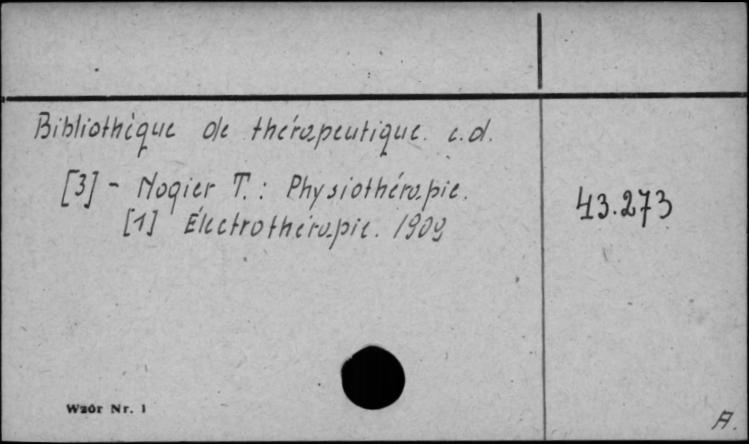 Bibliothèque de thérapeutique. c.d.
[3] - Nogier T. : Physiothérapie.
43.273
[1] Électrothérapie. 1909
Wzór Nr. 1
A.